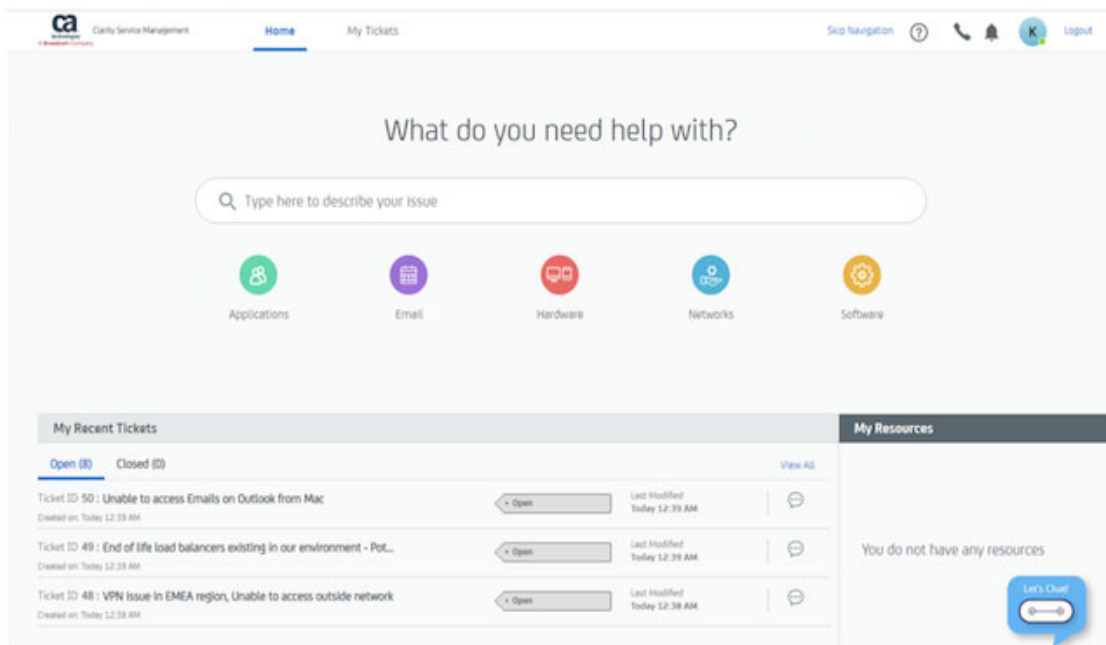 ca
technologies
A Broadcom Company
Clarity Service Management
Home
My Tickets
Skip Navigation
?
K
Logout
What do you need help with?
Type here to describe your issue
Applications
Email
Hardware
Networks
Software
My Recent Tickets
Open (8)
Closed (0)
View All
Ticket ID 50 : Unable to access Emails on Outlook from Mac
Created on: Today 12:39 AM
• Open
Last Modified
Today 12:39 AM
Ticket ID 49 : End of life load balancers existing in our environment - Pot...
Created on: Today 12:39 AM
• Open
Last Modified
Today 12:39 AM
Ticket ID 48 : VPN Issue in EMEA region, Unable to access outside network
Created on: Today 12:38 AM
• Open
Last Modified
Today 12:38 AM
My Resources
You do not have any resources
Let's Chat!